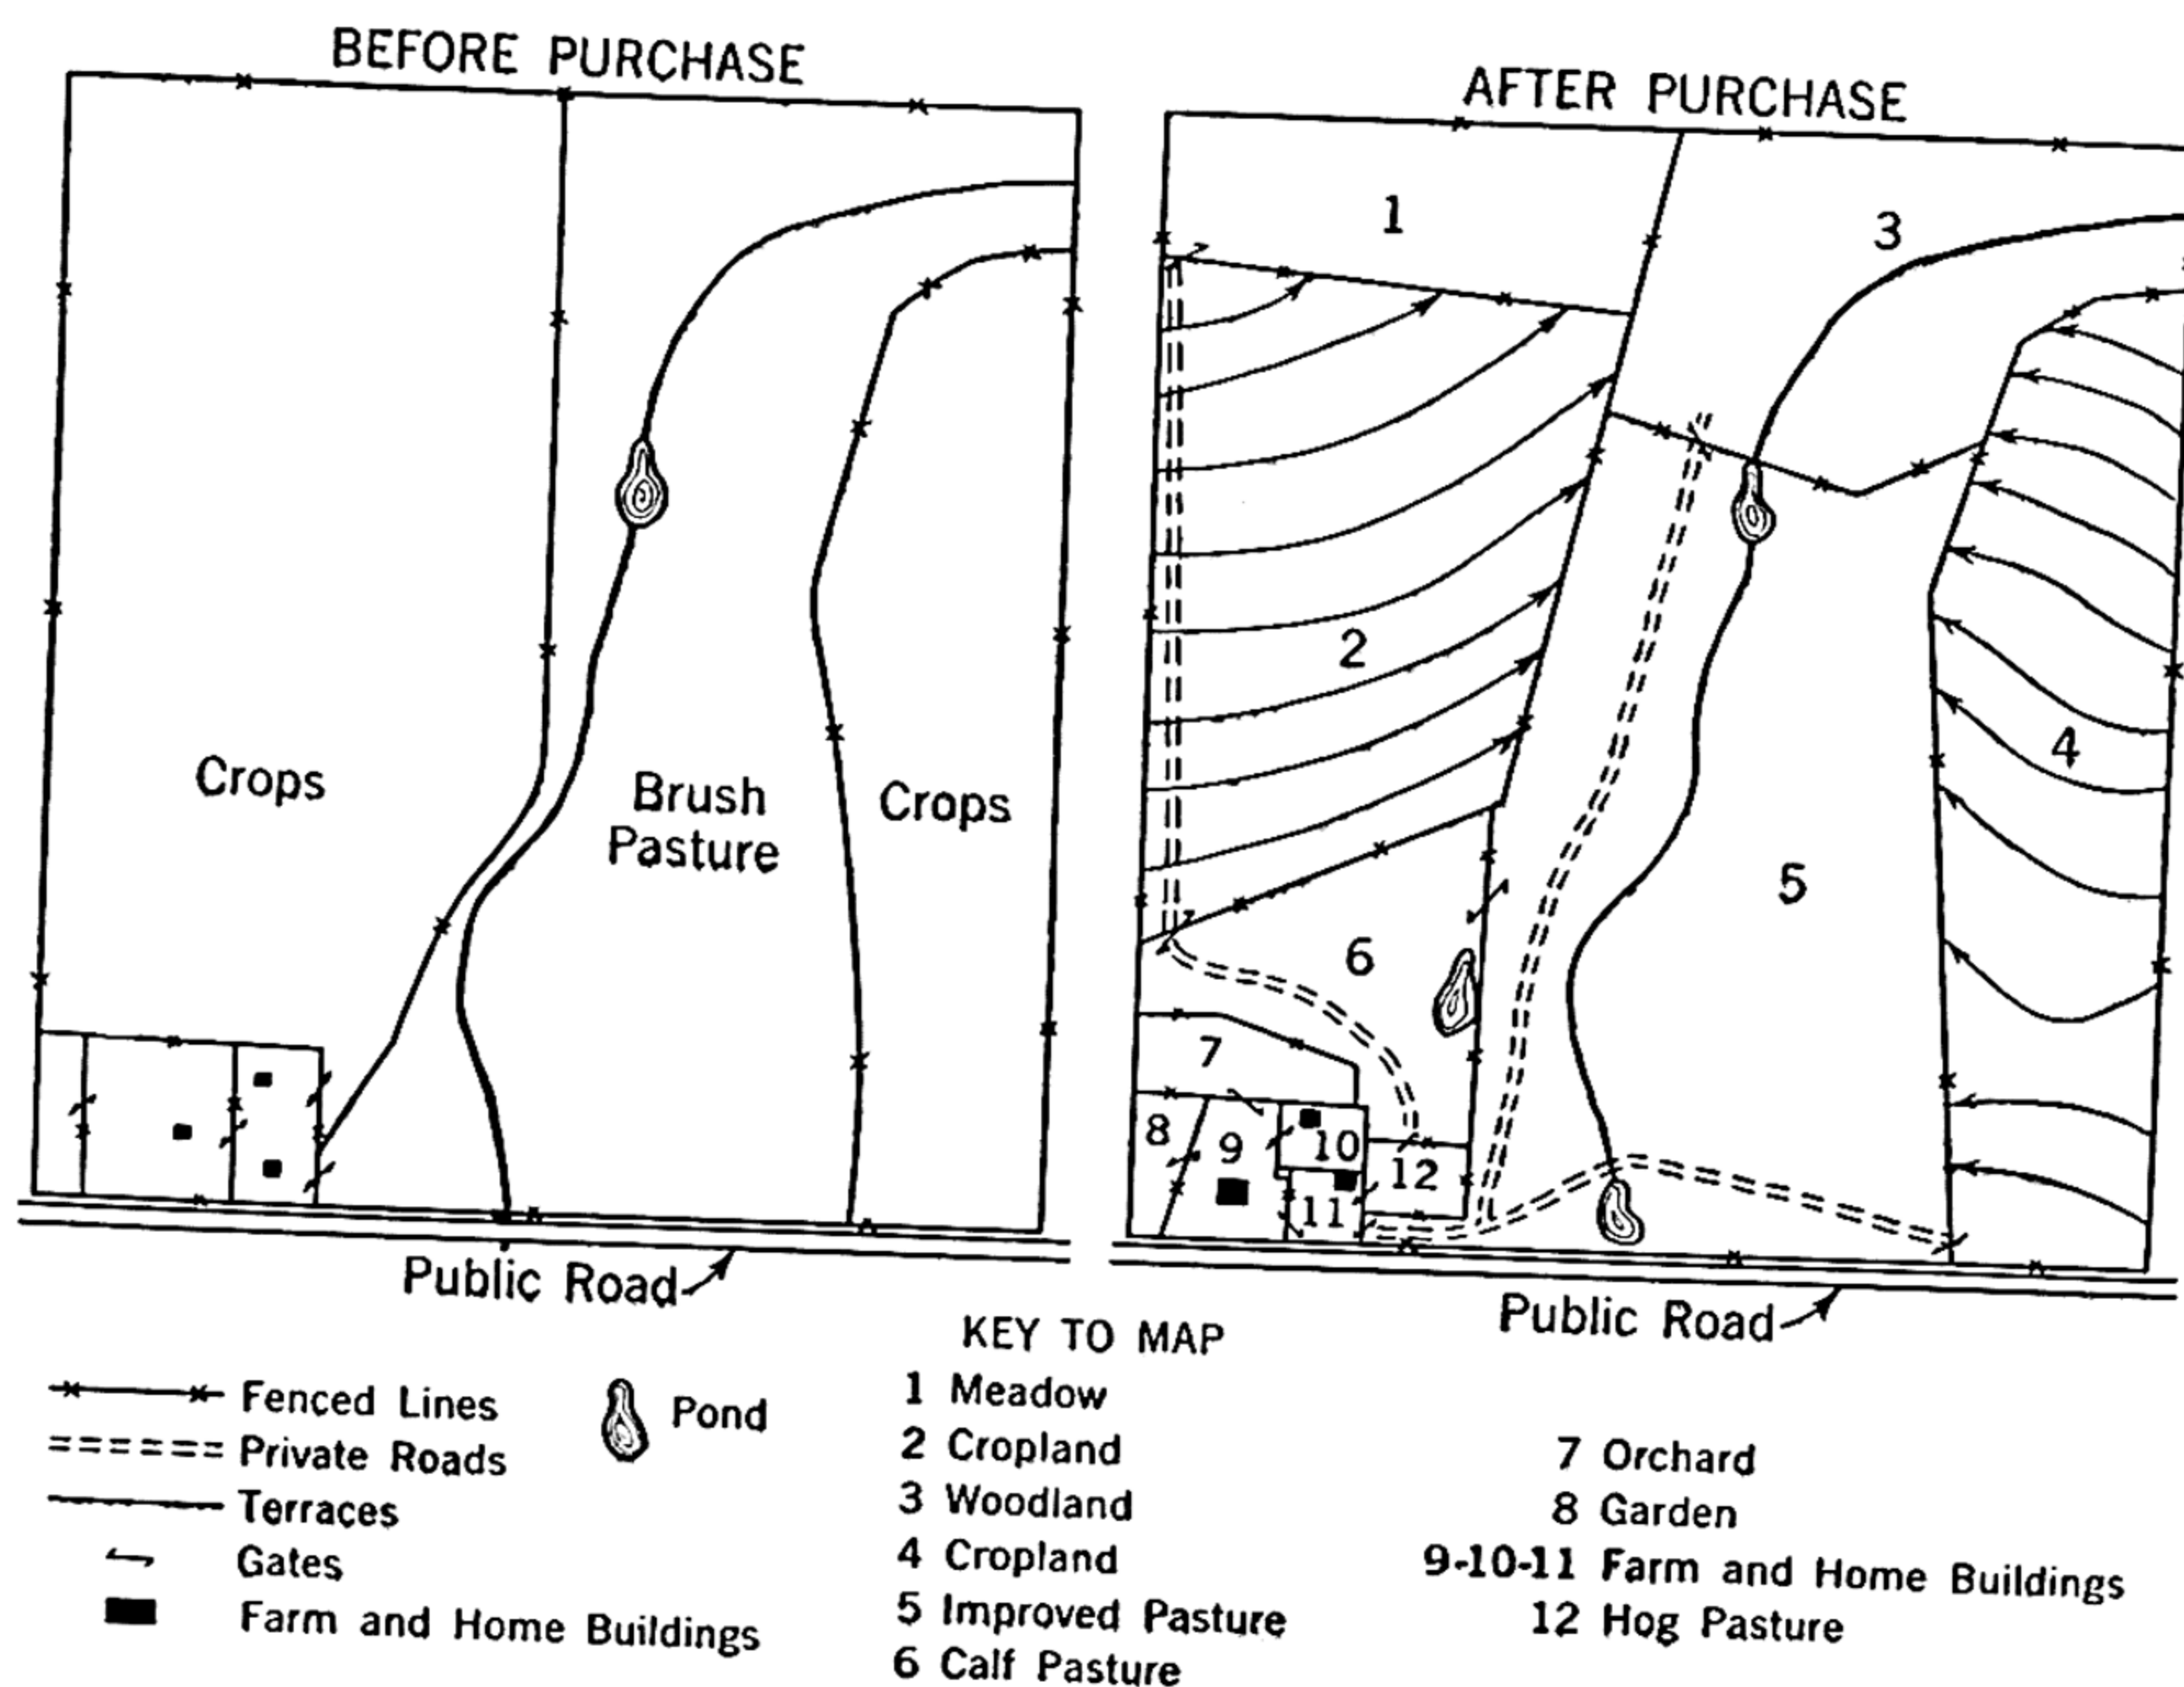 BEFORE PURCHASE
Crops
Brush
Pasture
Crops
Public Road
AFTER PURCHASE
1
3
2
4
5
6
7
8
9
10
12
11
Public Road
Fenced Lines
Private Roads
Terraces
Gates
Farm and Home Buildings
Pond
KEY TO MAP
1 Meadow
2 Cropland
3 Woodland
4 Cropland
5 Improved Pasture
6 Calf Pasture
7 Orchard
8 Garden
9-10-11 Farm and Home Buildings
12 Hog Pasture